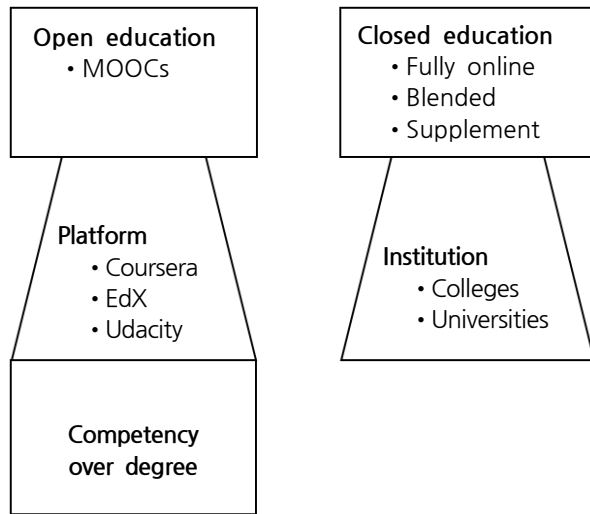 Open education
• MOOCs
Platform
• Coursera
• EdX
• Udacity
Competency
over degree
Closed education
• Fully online
• Blended
• Supplement
Institution
• Colleges
• Universities